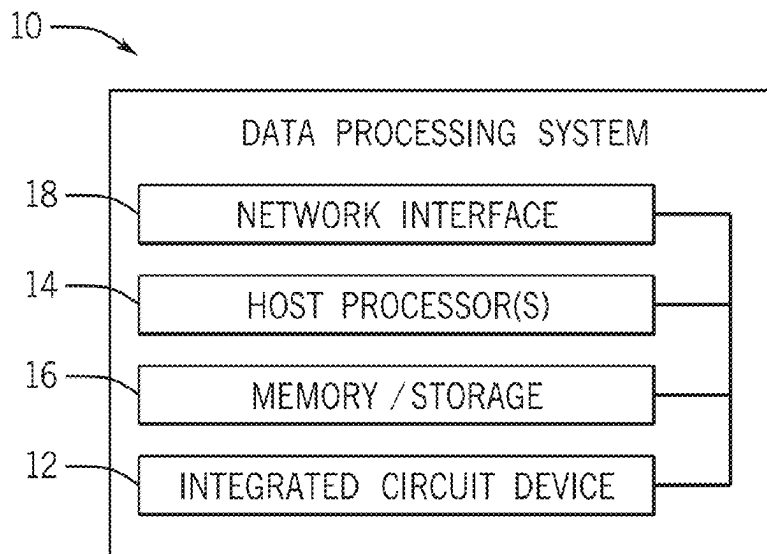 10
DATA PROCESSING SYSTEM
18 NETWORK INTERFACE
14 HOST PROCESSOR(S)
16 MEMORY / STORAGE
12 INTEGRATED CIRCUIT DEVICE